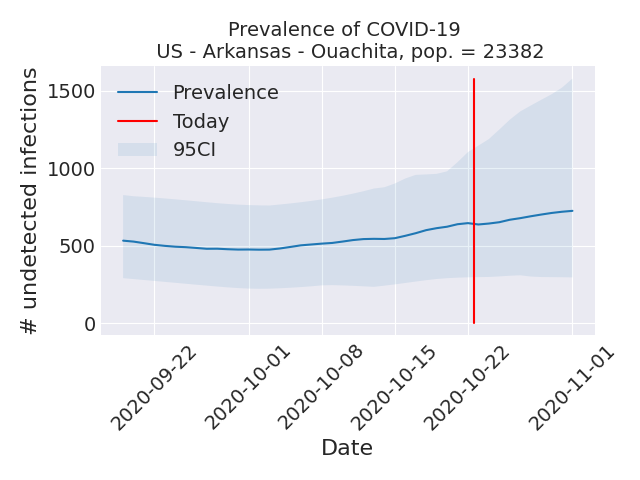 Prevalence of COVID-19
US - Arkansas - Ouachita, pop. = 23382
# undetected infections
1500
1000
500
0
Prevalence
Today
95CI
2020-09-22
2020-10-01
2020-10-08
2020-10-15
2020-10-22
2020-11-01
Date